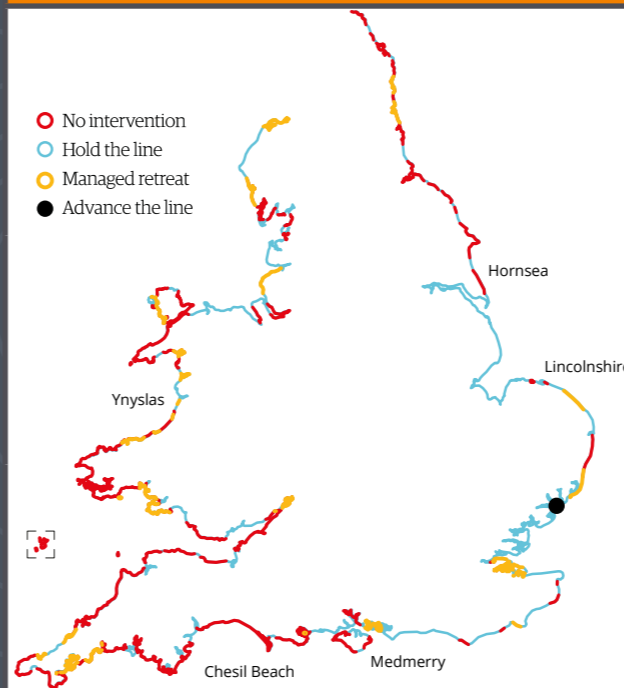 No intervention
Hold the line
Managed retreat
Advance the line
Hornsea
Lincolnshire
Ynyslas
Chesil Beach
Medmerry